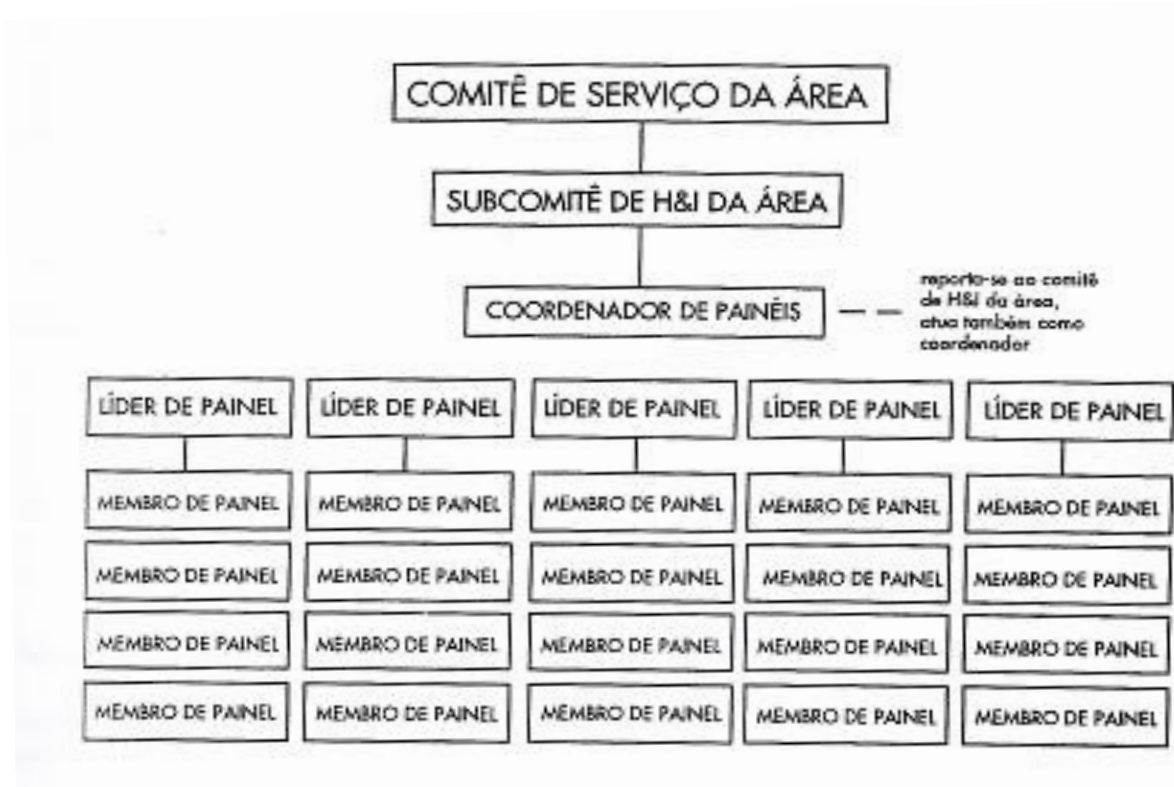 COMITÊ DE SERVIÇO DA ÁREA
SUBCOMITÊ DE H&I DA ÁREA
COORDENADOR DE PAINÉIS
reporta-se ao comitê
de H&I da área,
atua também como
coordenador
LÍDER DE PAINEL LÍDER DE PAINEL LÍDER DE PAINEL LÍDER DE PAINEL LÍDER DE PAINEL
MEMBRO DE PAINEL MEMBRO DE PAINEL MEMBRO DE PAINEL MEMBRO DE PAINEL MEMBRO DE PAINEL
MEMBRO DE PAINEL MEMBRO DE PAINEL MEMBRO DE PAINEL MEMBRO DE PAINEL MEMBRO DE PAINEL
MEMBRO DE PAINEL MEMBRO DE PAINEL MEMBRO DE PAINEL MEMBRO DE PAINEL MEMBRO DE PAINEL
MEMBRO DE PAINEL MEMBRO DE PAINEL MEMBRO DE PAINEL MEMBRO DE PAINEL MEMBRO DE PAINEL